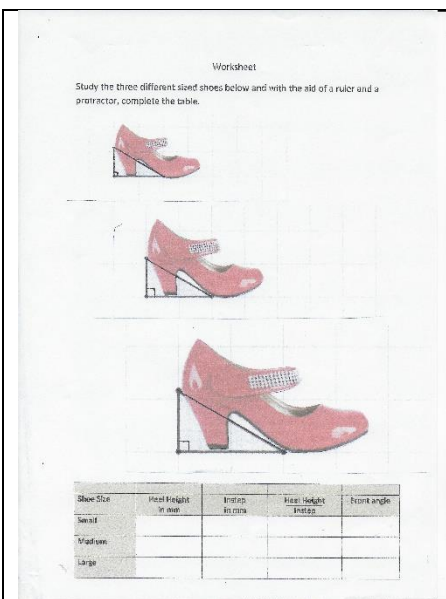 Worksheet
Study the three different sized shoes below and with the aid of a ruler and a
protractor, complete the table.
Shoe Size Heel Height in mm Instep in mm Heel Height Instep Front angle
Small
Medium
Large